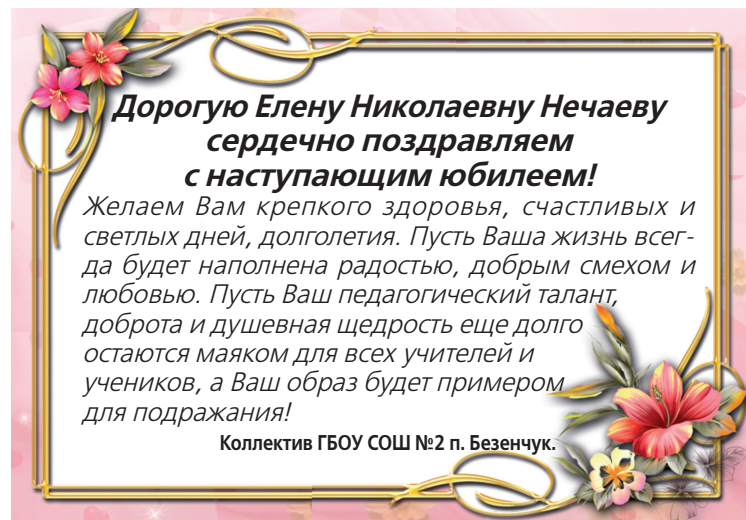 Дорогую Елену Николаевну Нечаеву
сердечно поздравляем
с наступающим юбилеем!
Желаем Вам крепкого здоровья, счастливых и
светлых дней, долголетия. Пусть Ваша жизнь всег-
да будет наполнена радостью, добрым смехом и
любовью. Пусть Ваш педагогический талант,
доброта и душевная щедрость еще долго
остаются маяком для всех учителей и
учеников, а Ваш образ будет примером
для подражания!
Коллектив ГБОУ СОШ №2 п. Безенчук.